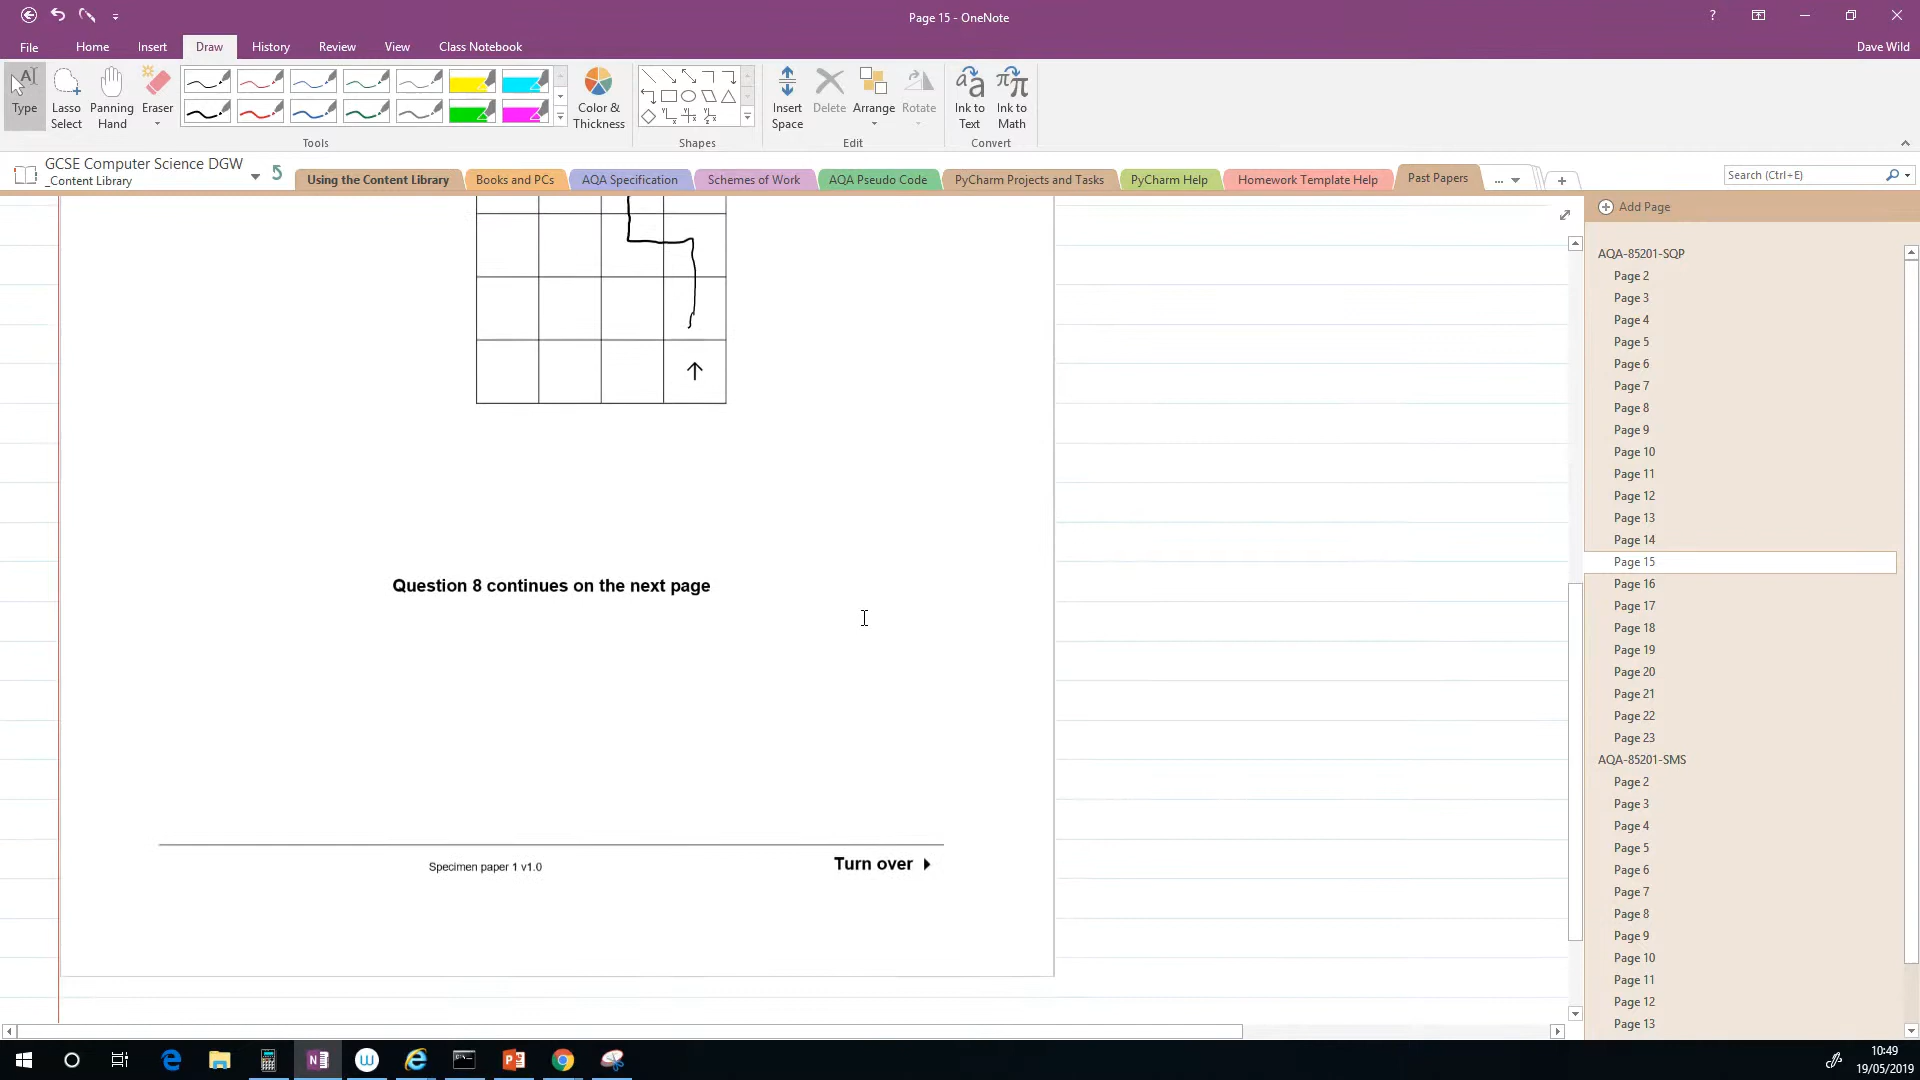 Page 15 - OneNote
?
File
Home
Insert
Draw
History
Review
View
Class Notebook
Dave Wild
Type
Lasso Select
Panning Hand
Eraser
Color & Thickness
Insert Space
Delete
Arrange
Rotate
Ink to Text
Ink to Math
Tools
Shapes
Edit
Convert
GCSE Computer Science DGW
_Content Library
Using the Content Library
Books and PCs
AQA Specification
Schemes of Work
AQA Pseudo Code
PyCharm Projects and Tasks
PyCharm Help
Homework Template Help
Past Papers
...
Search (Ctrl+E)
Question 8 continues on the next page
Specimen paper 1 v1.0
Turn over
Add Page
AQA-85201-SQP
Page 2
Page 3
Page 4
Page 5
Page 6
Page 7
Page 8
Page 9
Page 10
Page 11
Page 12
Page 13
Page 14
Page 15
Page 16
Page 17
Page 18
Page 19
Page 20
Page 21
Page 22
Page 23
AQA-85201-SMS
Page 2
Page 3
Page 4
Page 5
Page 6
Page 7
Page 8
Page 9
Page 10
Page 11
Page 12
Page 13
10:49
19/05/2019